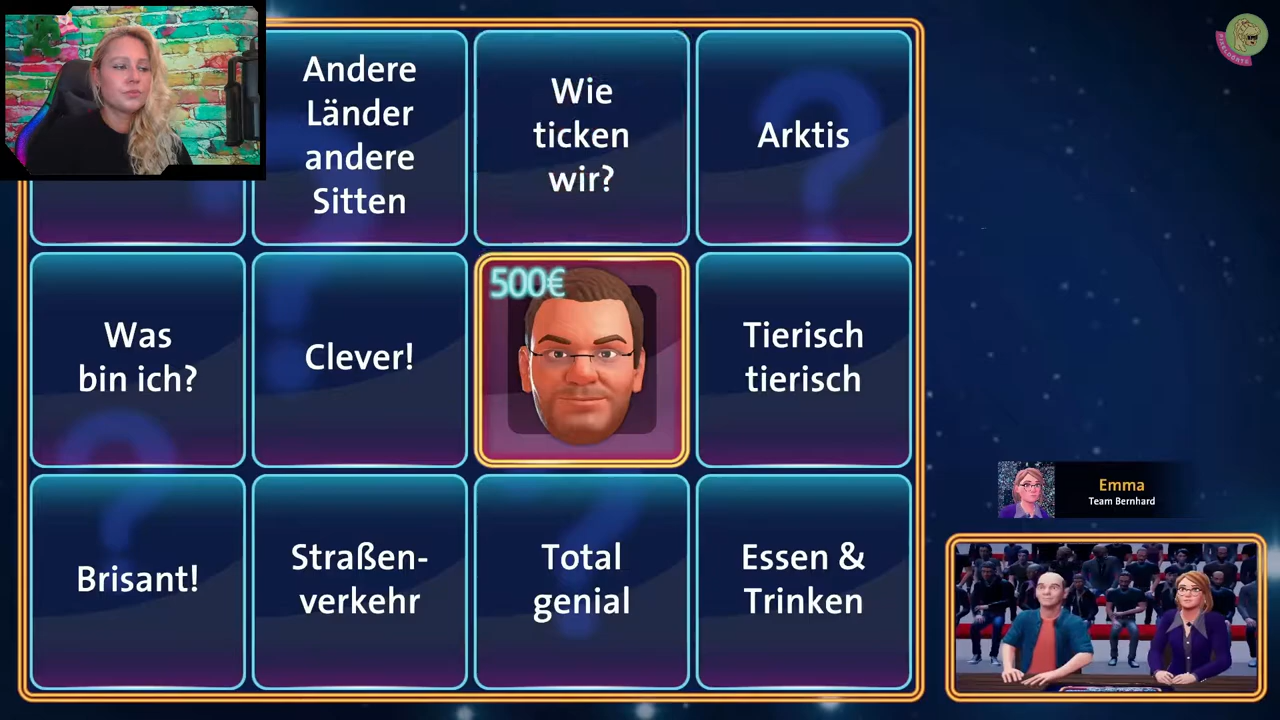 Andere
Länder
andere
Sitten
Wie
ticken
wir?
Arktis
Was
bin ich?
Clever!
500€
Tierisch
tierisch
Brisant!
Straßen-
verkehr
Total
genial
Essen &
Trinken
Emma
Team Bernhard